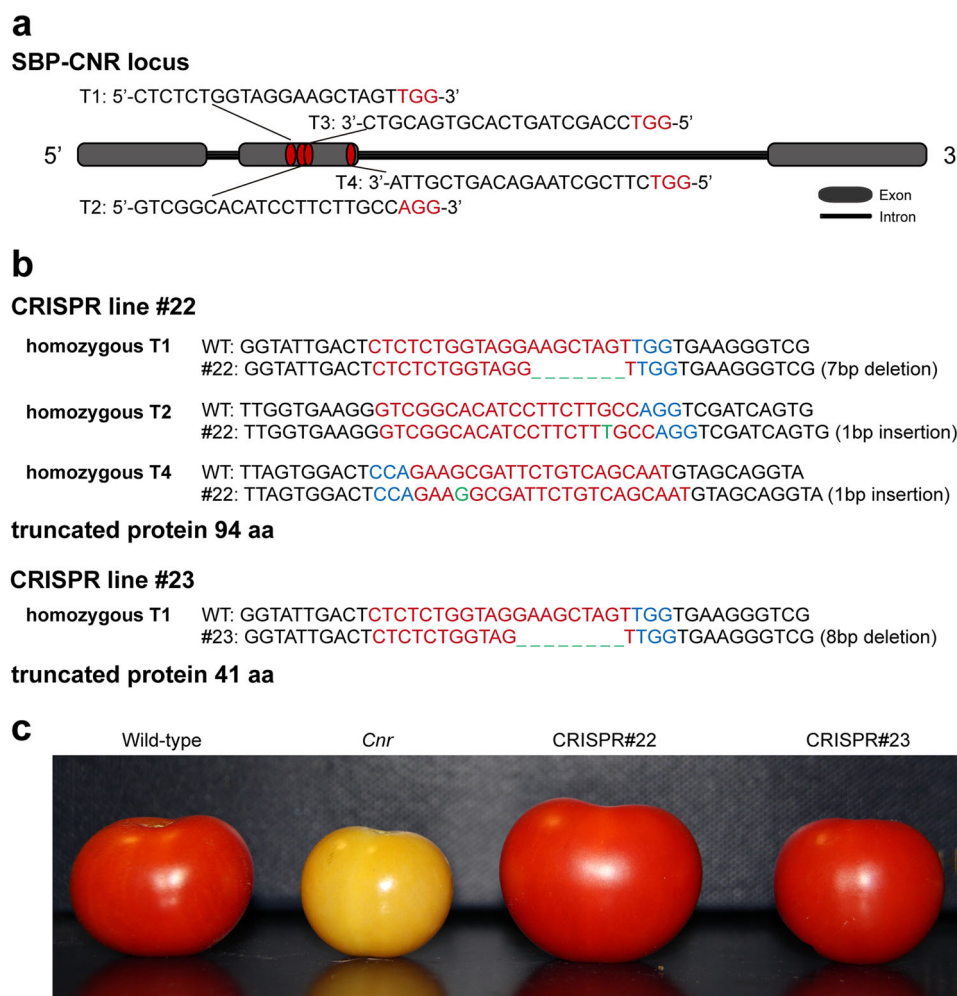 a
SBP-CNR locus
T1: 5’-CTCTCTGGTAGGAAGCTAGTTGG-3’
T3: 3’-CTGCAGTGCACTGATCGACCTGG-5’
5’
3
T4: 3’-ATTGCTGACAGAATCGCTTCTGG-5’
T2: 5’-GTCGGCACATCCTTCTTGCCAGG-3’
Exon
Intron
b
CRISPR line #22
homozygous T1 WT: GGTATTGACTCTCTCTGGTAGGAAGCTAGTTGGTGAAGGGTCG
#22: GGTATTGACTCTCTCTGGTAGG_______TTGGTGAAGGGTCG (7bp deletion)
homozygous T2 WT: TTGGTGAAGGGTCGGCACATCCTTCTTGCCAGGTCGATCAGTG
#22: TTGGTGAAGGGTCGGCACATCCTTCTTTGCCAGGTCGATCAGTG (1bp insertion)
homozygous T4 WT: TTAGTGGACTCCAGAAGCGATTCTGTCAGCAATGTAGCAGGTA
#22: TTAGTGGACTCCAGAAGGCGATTCTGTCAGCAATGTAGCAGGTA (1bp insertion)
truncated protein 94 aa
CRISPR line #23
homozygous T1 WT: GGTATTGACTCTCTCTGGTAGGAAGCTAGTTGGTGAAGGGTCG
#23: GGTATTGACTCTCTCTGGTAG________TTGGTGAAGGGTCG (8bp deletion)
truncated protein 41 aa
c
Wild-type Cnr CRISPR#22 CRISPR#23